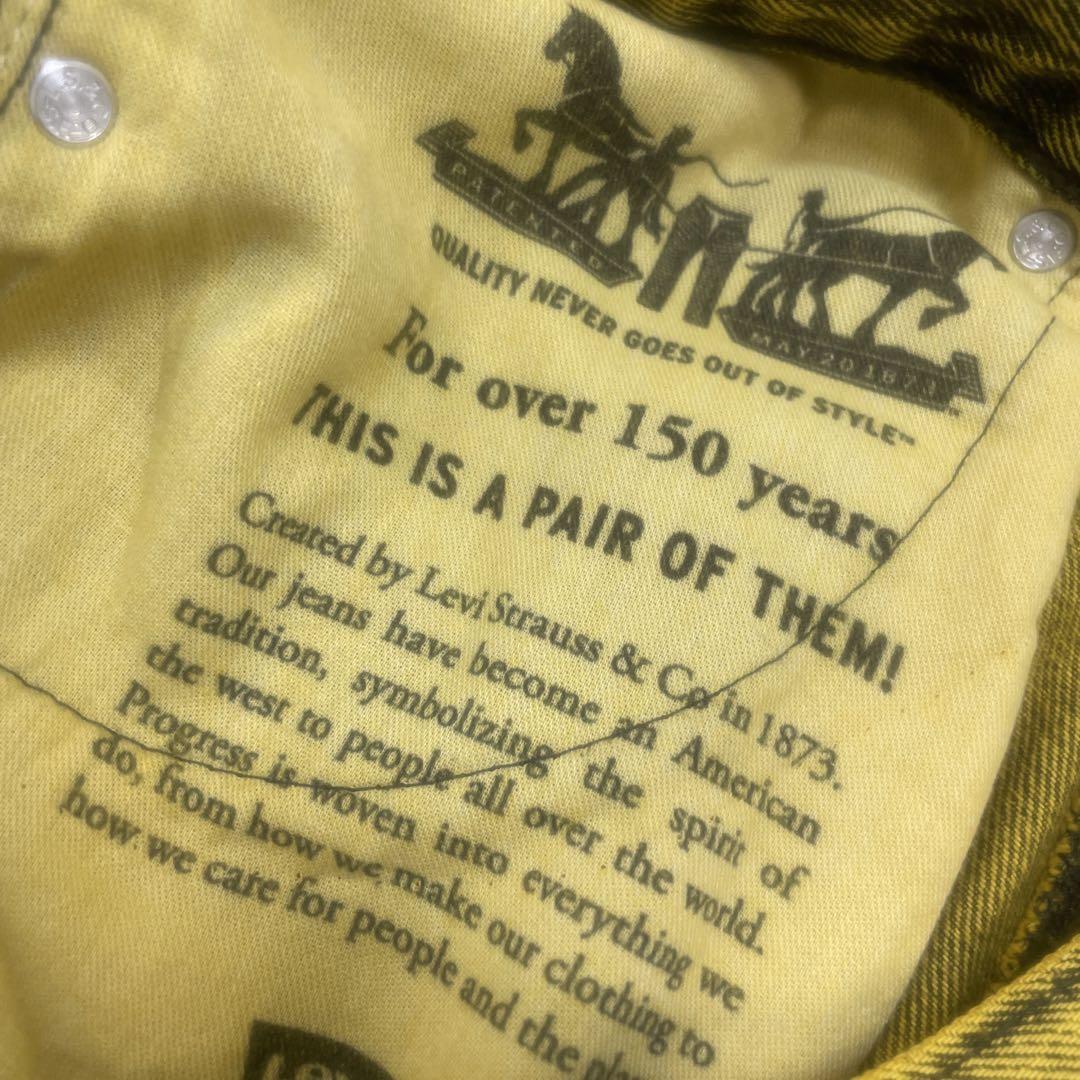 PATENTED
MAY 20 1873
QUALITY NEVER GOES OUT OF STYLE™
For over 150 years
THIS IS A PAIR OF THEM!
Created by Levi Strauss & Co in 1873.
Our jeans have become an American
tradition, symbolizing the spirit of
the west to people all over the world.
Progress is woven into everything we
do, from how we make our clothing to
how we care for people and the